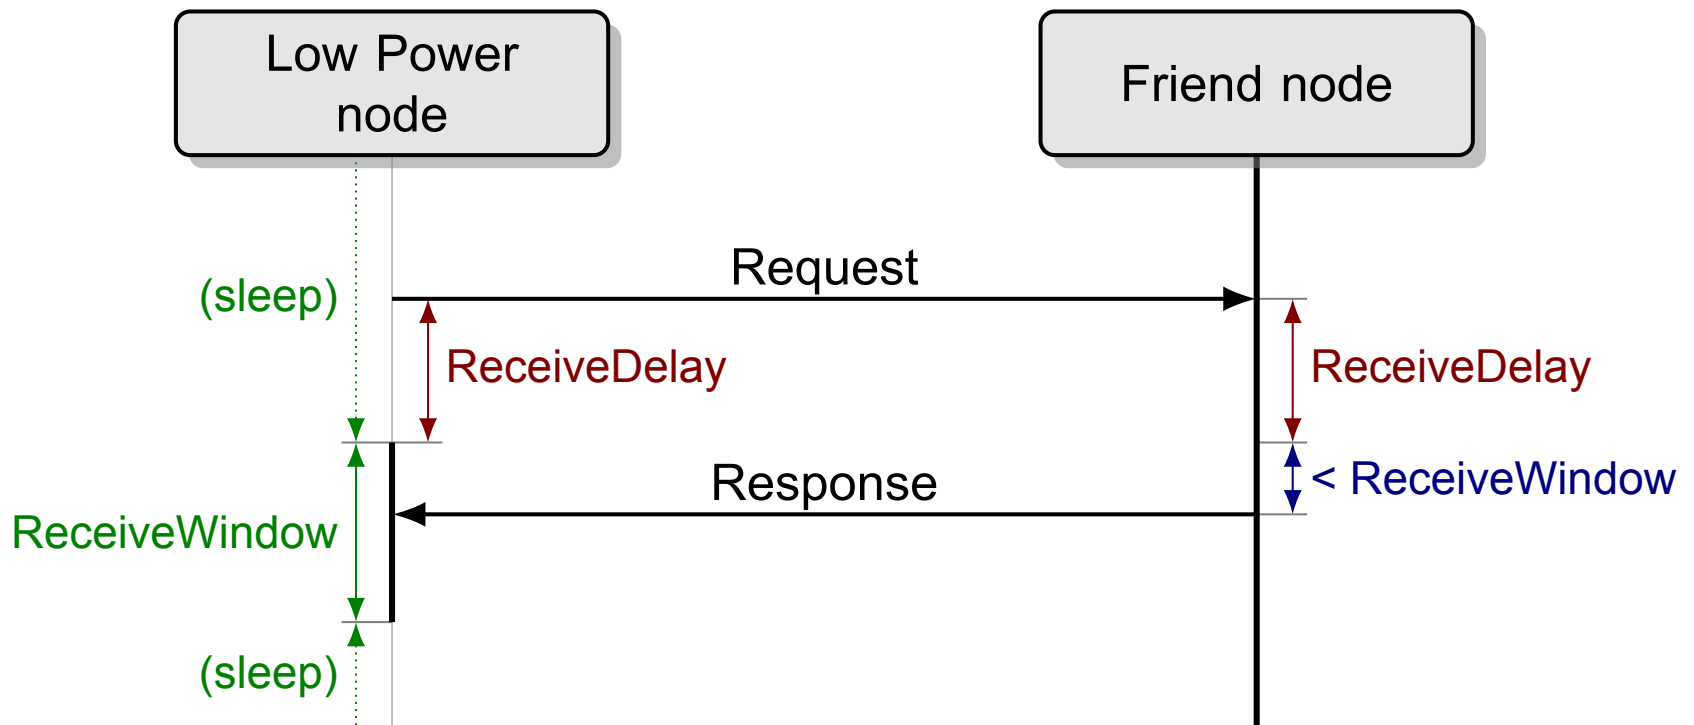 Low Power
node
Friend node
Request
(sleep)
ReceiveDelay
ReceiveDelay
Response
< ReceiveWindow
ReceiveWindow
(sleep)